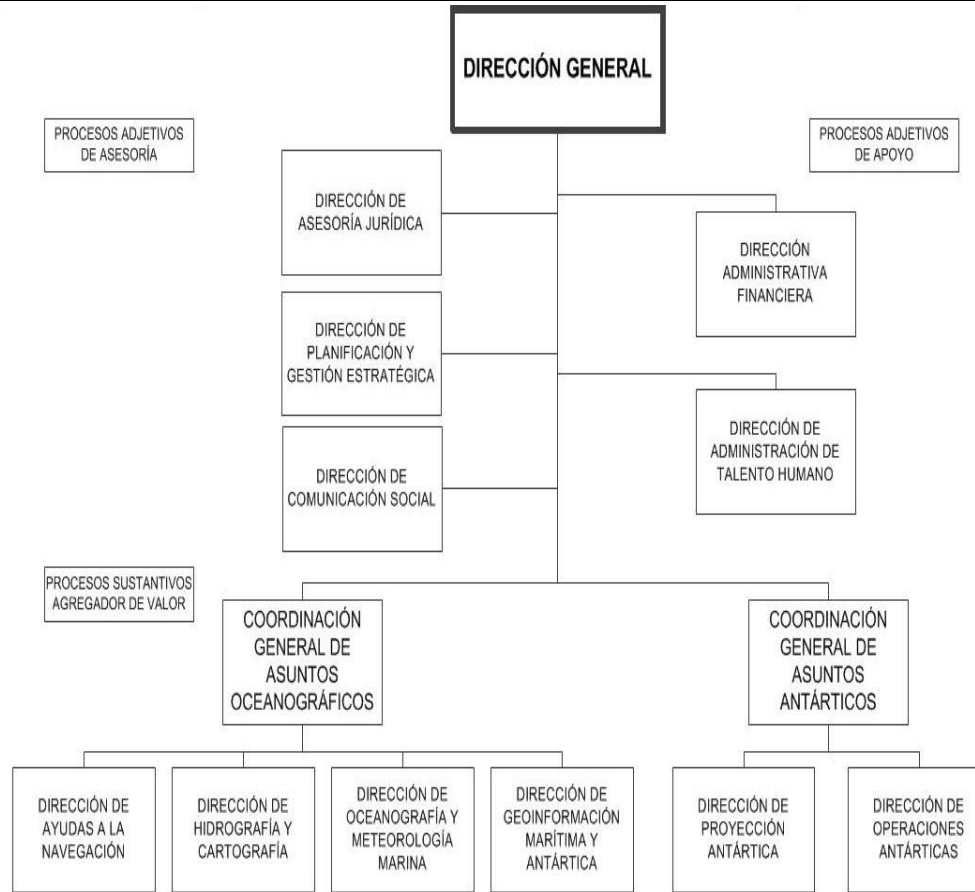 DIRECCIÓN GENERAL
PROCESOS ADJETIVOS
DE ASESORÍA
PROCESOS ADJETIVOS
DE APOYO
DIRECCIÓN DE
ASESORÍA JURÍDICA
DIRECCIÓN
ADMINISTRATIVA
FINANCIERA
DIRECCIÓN DE
PLANIFICACIÓN Y
GESTIÓN ESTRATÉGICA
DIRECCIÓN DE
ADMINISTRACIÓN DE
TALENTO HUMANO
DIRECCIÓN DE
COMUNICACIÓN SOCIAL
PROCESOS SUSTANTIVOS
AGREGADOR DE VALOR
COORDINACIÓN
GENERAL DE
ASUNTOS
OCEANOGRÁFICOS
COORDINACIÓN
GENERAL DE
ASUNTOS
ANTÁRTICOS
DIRECCIÓN DE
AYUDAS A LA
NAVEGACIÓN
DIRECCIÓN DE
HIDROGRAFÍA Y
CARTOGRAFÍA
DIRECCIÓN DE
OCEANOGRAFÍA Y
METEOROLOGÍA
MARINA
DIRECCIÓN DE
GEOINFORMACIÓN
MARÍTIMA Y
ANTÁRTICA
DIRECCIÓN DE
PROYECCIÓN
ANTÁRTICA
DIRECCIÓN DE
OPERACIONES
ANTÁRTICAS